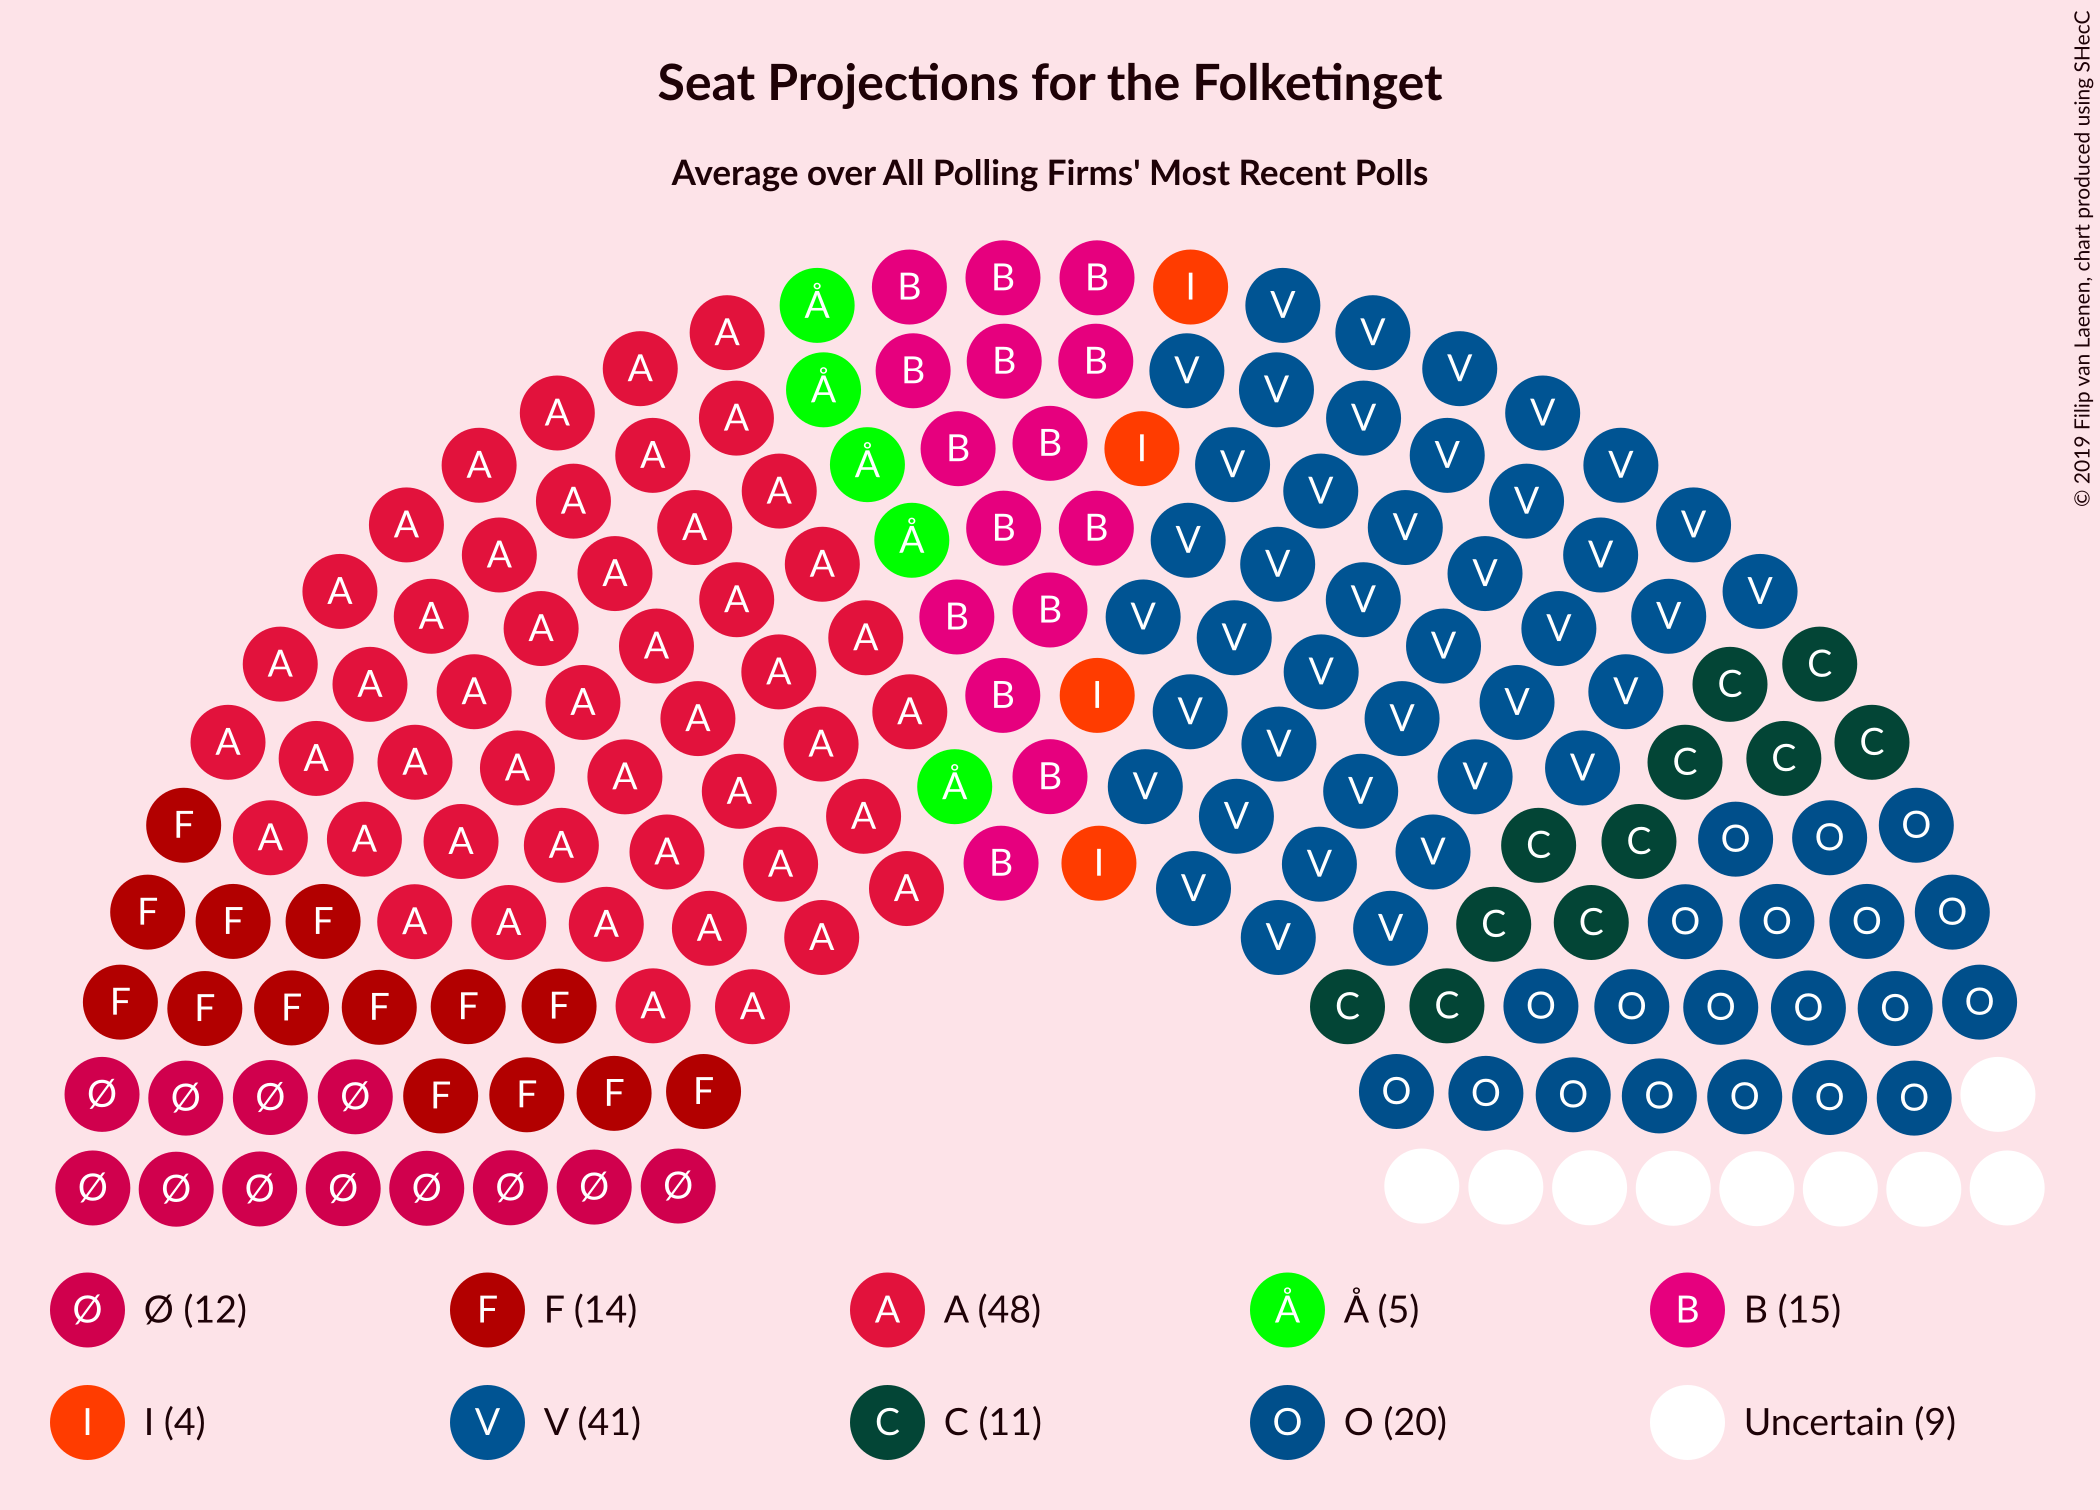 Seat Projections for the Folketinget
Average over All Polling Firms' Most Recent Polls
© 2019 Filip van Laenen, chart produced using SHecC
Å B B B I V
A Å B B B V V V
A A Å B B I V V V V
A A A Å B B V V V V V
A A A A B B V V V V V
A A A A A B I V V V V V V
A A A A A Å B V V V V V V C C
A A A A A A B I V V V V V C C C
F A A A A A A V V V C C O O O
F F F A A A A A V V C C O O O O
F F F F F F A A C C O O O O O O
Ø Ø Ø Ø F F F F O O O O O O O
Ø Ø Ø Ø Ø Ø Ø Ø
Ø Ø (12) F F (14) A A (48) Å Å (5) B B (15)
I I (4) V V (41) C C (11) O O (20) Uncertain (9)